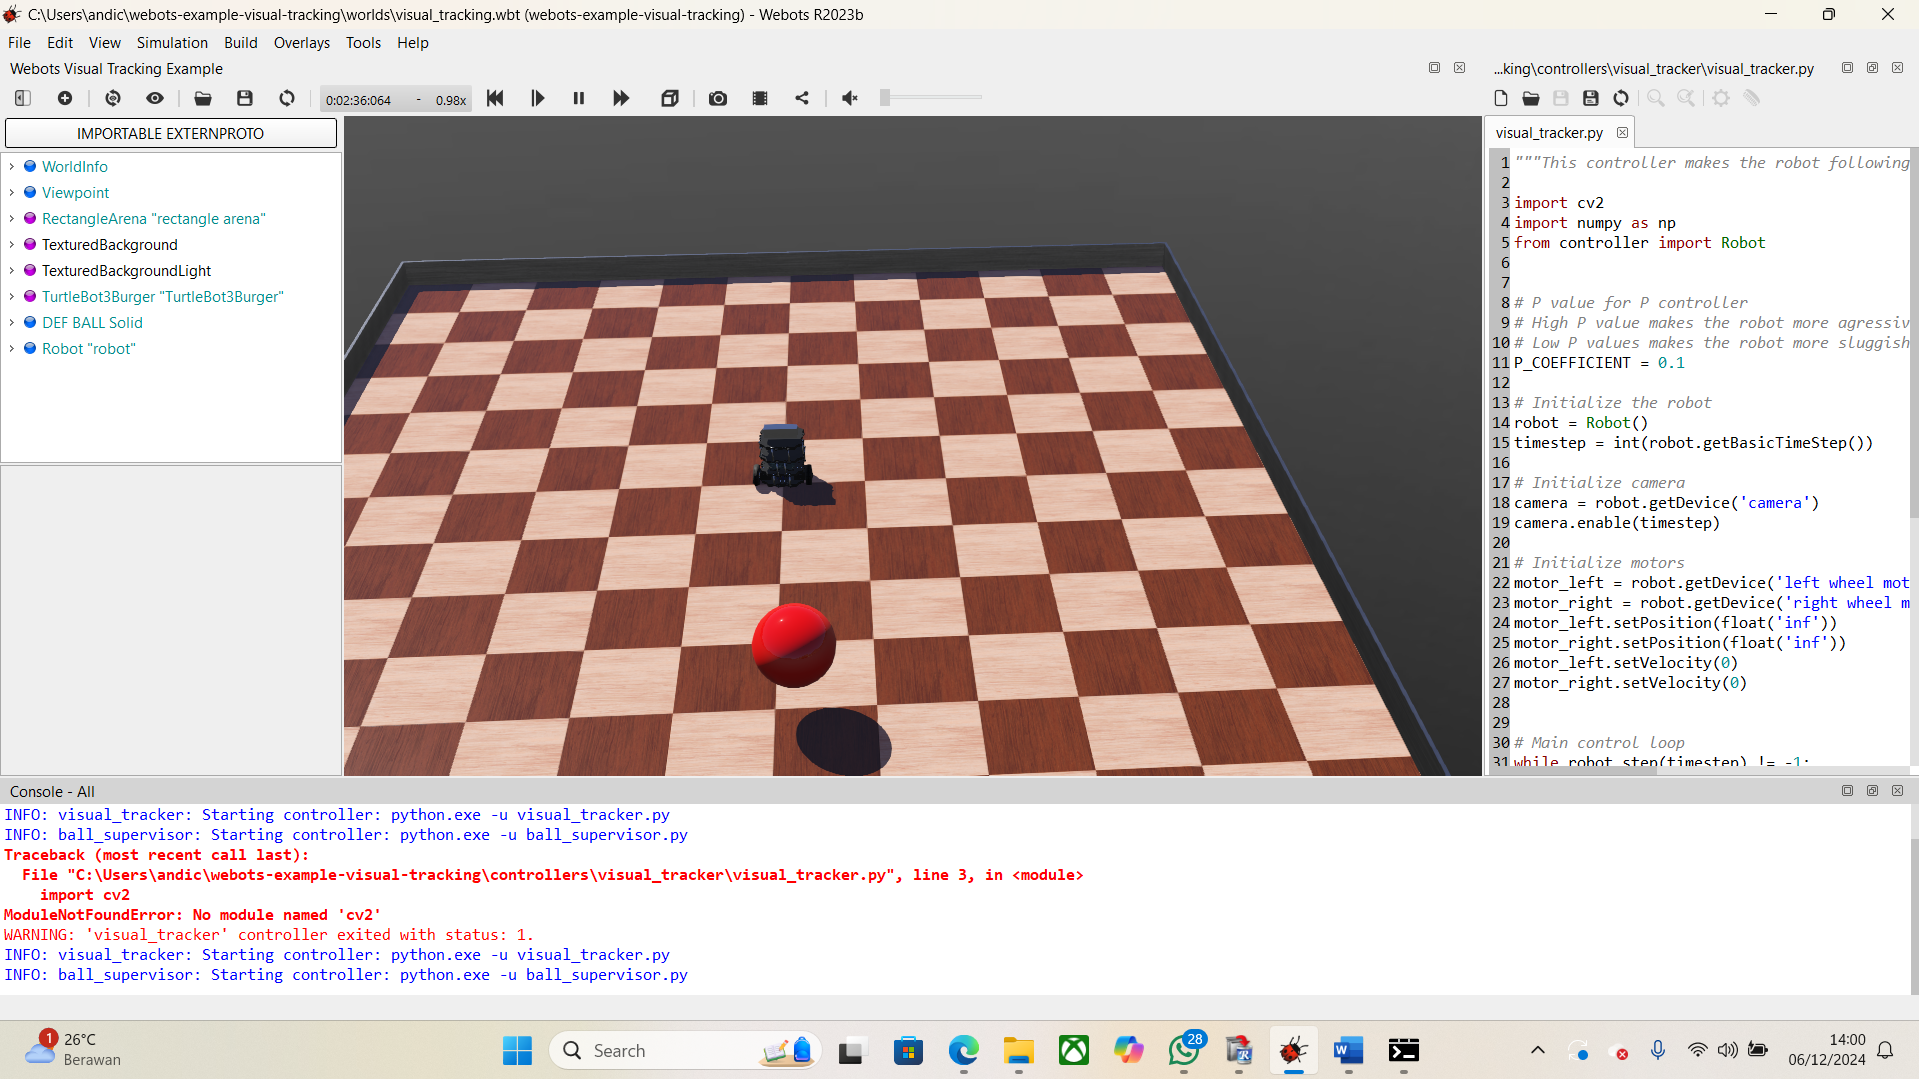 C:\Users\andic\webots-example-visual-tracking\worlds\visual_tracking.wbt (webots-example-visual-tracking) - Webots R2023b
File Edit View Simulation Build Overlays Tools Help
Webots Visual Tracking Example
...king\controllers\visual_tracker\visual_tracker.py
0:02:36:064 - 0.98x
IMPORTABLE EXTERNPROTO
WorldInfo
Viewpoint
RectangleArena "rectangle arena"
TexturedBackground
TexturedBackgroundLight
TurtleBot3Burger "TurtleBot3Burger"
DEF BALL Solid
Robot "robot"
visual_tracker.py
1 """This controller makes the robot following
2
3 import cv2
4 import numpy as np
5 from controller import Robot
6
7
8 # P value for P controller
9 # High P value makes the robot more agressiv
10 # Low P values makes the robot more sluggish
11 P_COEFFICIENT = 0.1
12
13 # Initialize the robot
14 robot = Robot()
15 timestep = int(robot.getBasicTimeStep())
16
17 # Initialize camera
18 camera = robot.getDevice('camera')
19 camera.enable(timestep)
20
21 # Initialize motors
22 motor_left = robot.getDevice('left wheel mot
23 motor_right = robot.getDevice('right wheel m
24 motor_left.setPosition(float('inf'))
25 motor_right.setPosition(float('inf'))
26 motor_left.setVelocity(0)
27 motor_right.setVelocity(0)
28
29
30 # Main control loop
31 while robot.step(timestep) != -1:
Console - All
INFO: visual_tracker: Starting controller: python.exe -u visual_tracker.py
INFO: ball_supervisor: Starting controller: python.exe -u ball_supervisor.py
Traceback (most recent call last):
File "C:\Users\andic\webots-example-visual-tracking\controllers\visual_tracker\visual_tracker.py", line 3, in <module>
import cv2
ModuleNotFoundError: No module named 'cv2'
WARNING: 'visual_tracker' controller exited with status: 1.
INFO: visual_tracker: Starting controller: python.exe -u visual_tracker.py
INFO: ball_supervisor: Starting controller: python.exe -u ball_supervisor.py
1
26°C
Berawan
Search
28
14:00
06/12/2024